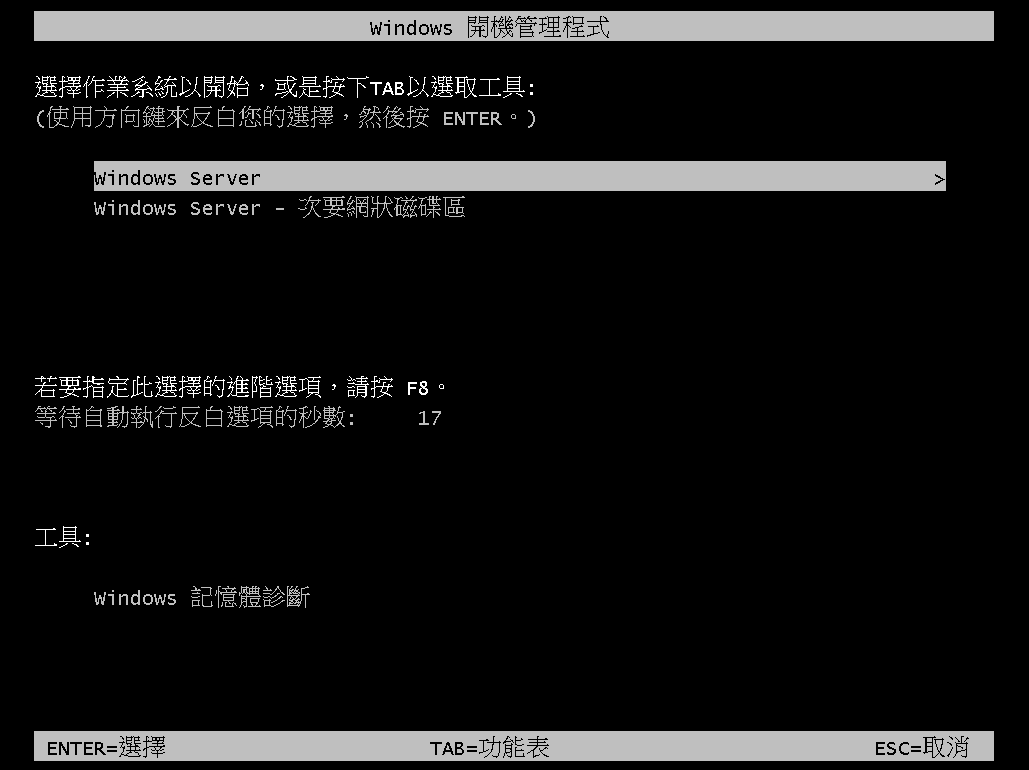 Windows 開機管理程式
選擇作業系統以開始，或是按下TAB以選取工具:
(使用方向鍵來反白您的選擇，然後按 ENTER。)
Windows Server >
Windows Server - 次要網狀磁碟區
若要指定此選擇的進階選項，請按 F8。
等待自動執行反白選項的秒數: 17
工具:
Windows 記憶體診斷
ENTER=選擇 TAB=功能表 ESC=取消